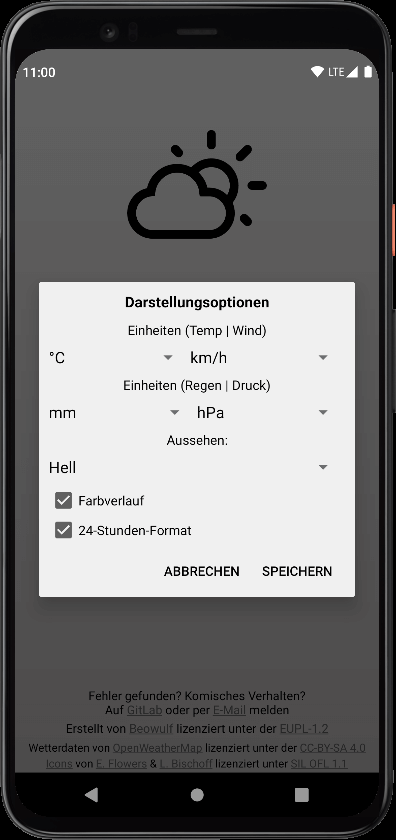 11:00 LTE
Darstellungsoptionen
Einheiten (Temp | Wind)
°C km/h
Einheiten (Regen | Druck)
mm hPa
Aussehen:
Hell
Farbverlauf
24-Stunden-Format
ABBRECHEN SPEICHERN
Fehler gefunden? Komisches Verhalten?
Auf GitLab oder per E-Mail melden
Erstellt von Beowulf lizenziert unter der EUPL-1.2
Wetterdaten von OpenWeatherMap lizenziert unter der CC-BY-SA 4.0
Icons von E. Flowers & L. Bischoff lizenziert unter SIL OFL 1.1